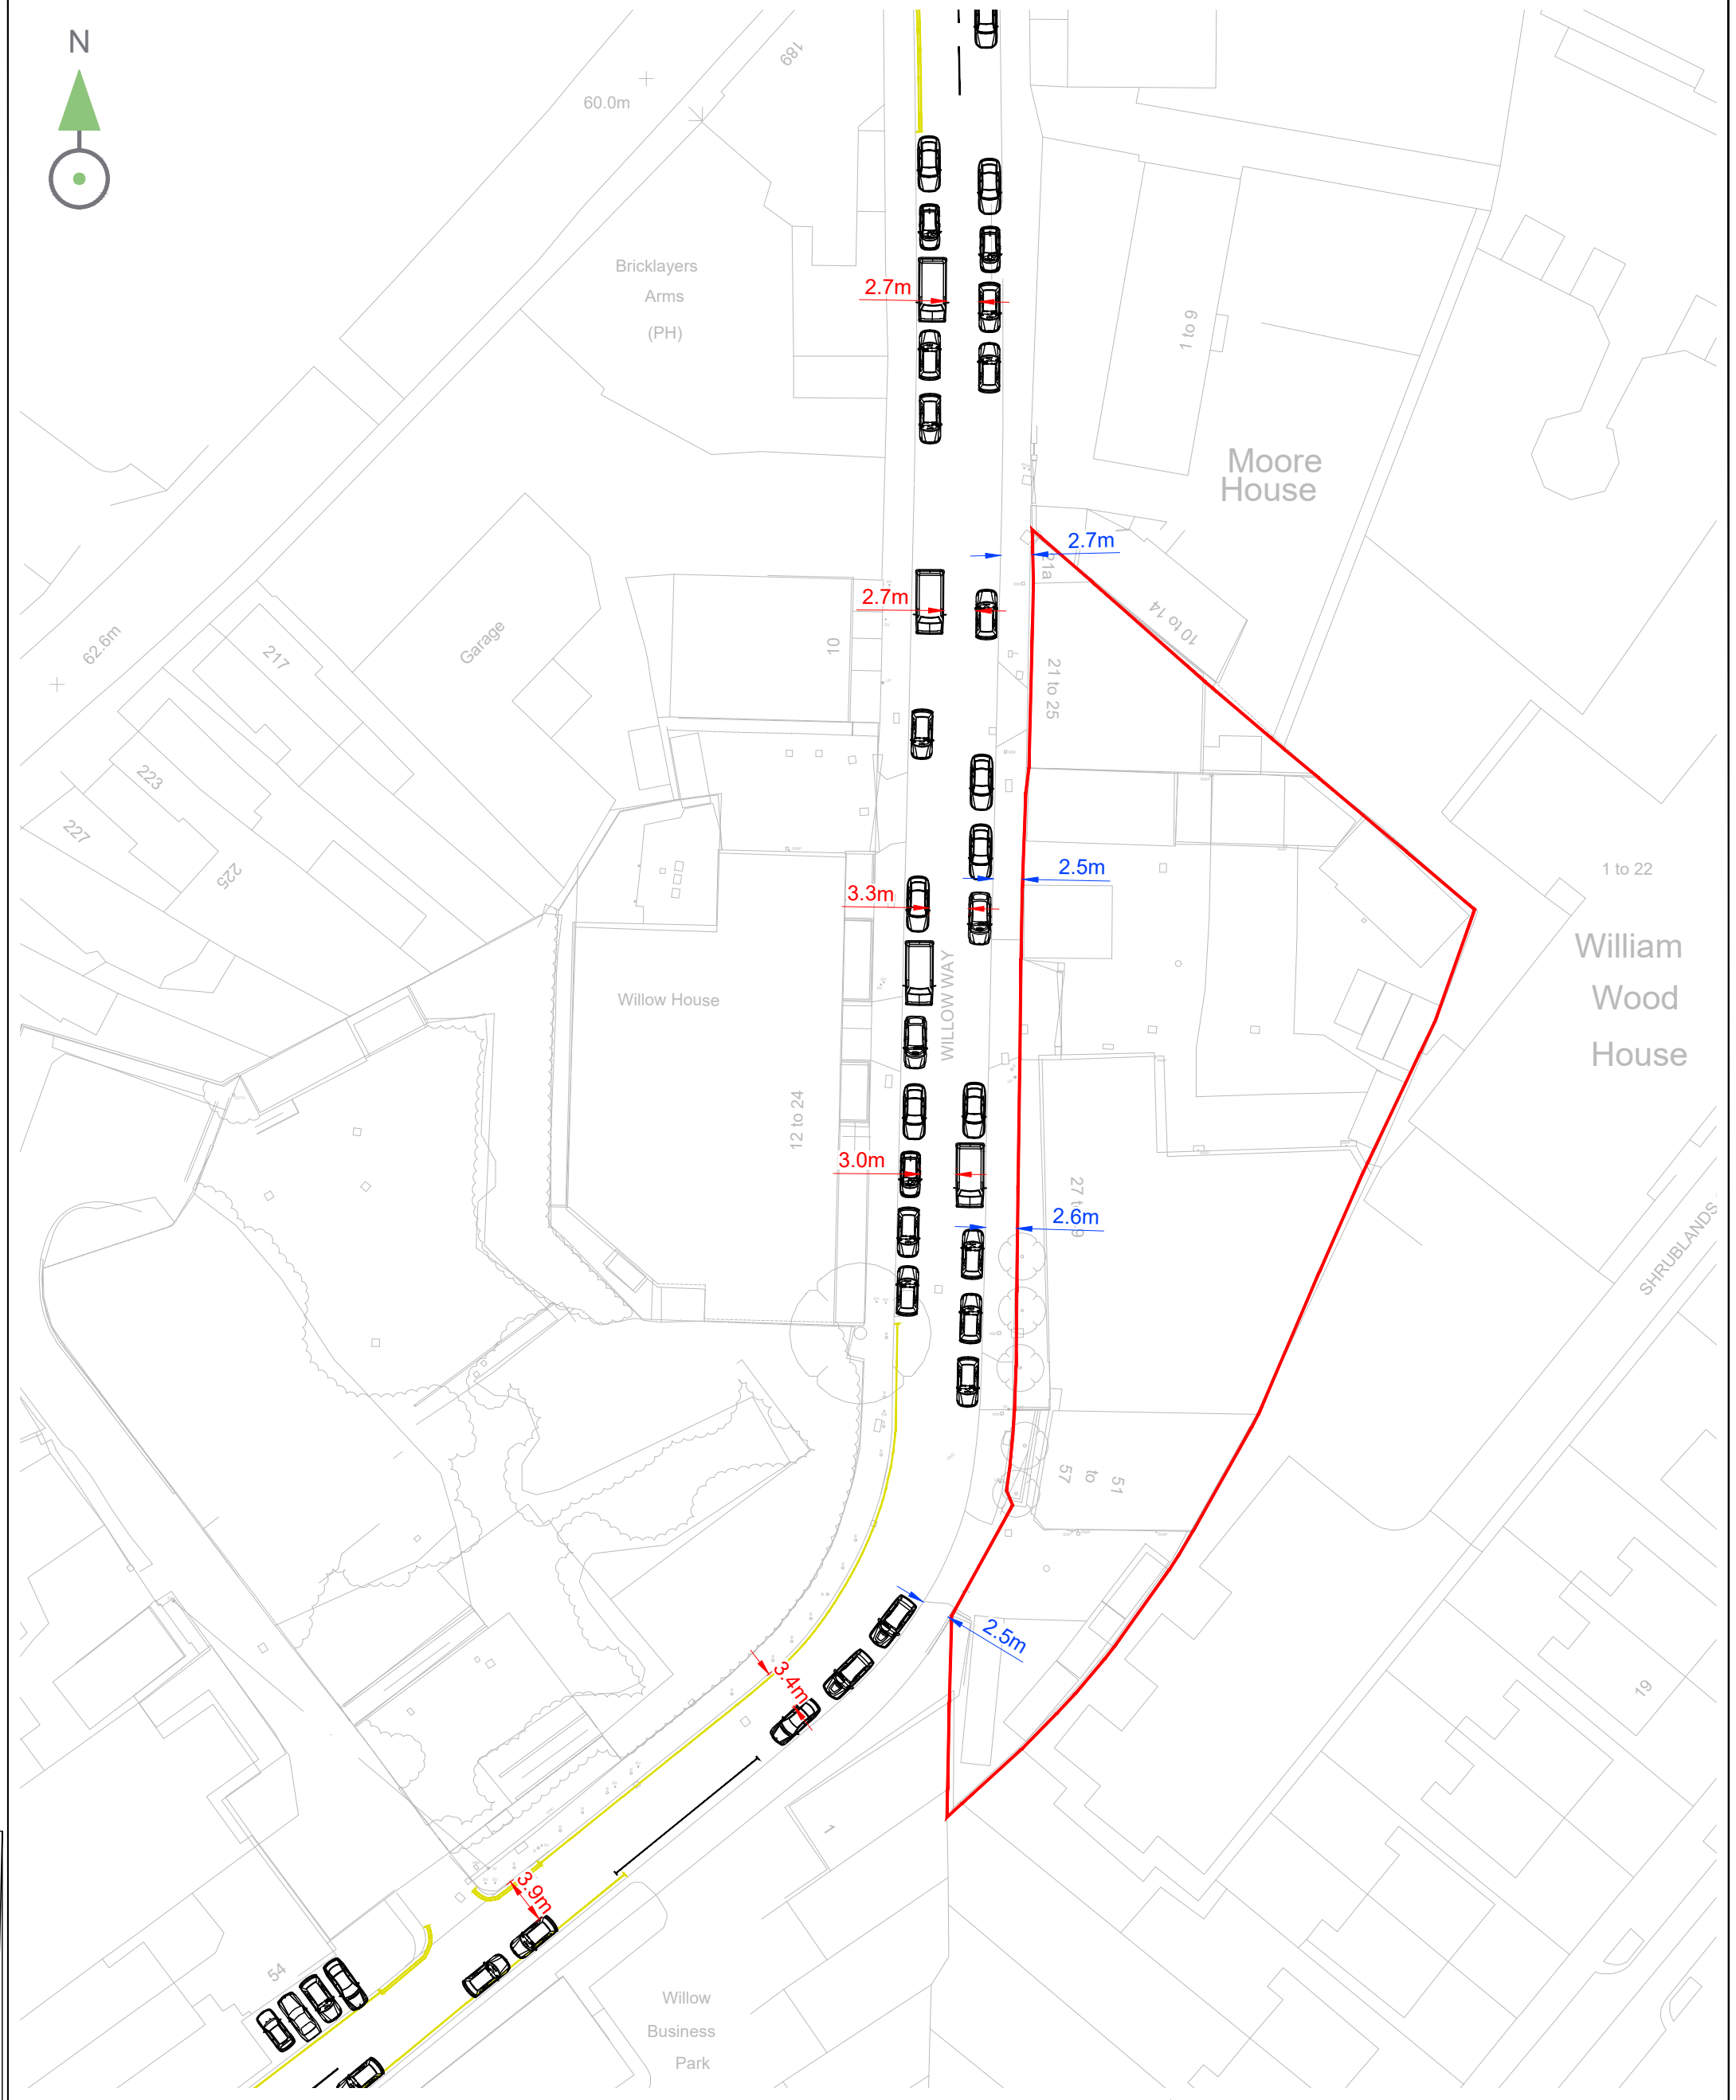 N
189
60.0m
Bricklayers
Arms
(PH)
2.7m
1 to 9
Moore
House
2.7m
21a
2.7m
10 to 14
62.6m
217
Garage
10
21 to 25
223
227
225
1 to 22
2.5m
3.3m
William
Wood
House
WILLOW WAY
Willow House
12 to 24
3.0m
2.6m
SHRUBLANDS
51
to
57
2.5m
3.4m
19
1
3.9m
54
Willow
Business
Park